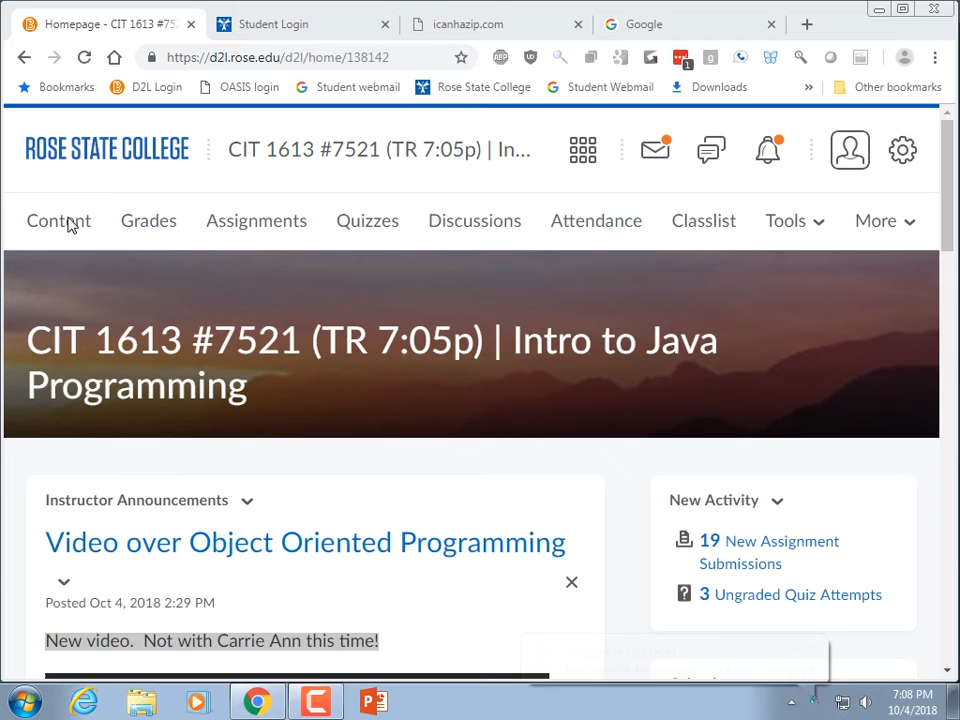 Homepage - CIT 1613 #75
Student Login
icanhazip.com
Google
https://d2l.rose.edu/d2l/home/138142
ABP
1
g
Bookmarks
D2L Login
OASIS login
Student webmail
Rose State College
Student Webmail
Downloads
»
Other bookmarks
ROSE STATE COLLEGE
CIT 1613 #7521 (TR 7:05p) | In...
Content
Grades
Assignments
Quizzes
Discussions
Attendance
Classlist
Tools
More
CIT 1613 #7521 (TR 7:05p) | Intro to Java
Programming
Instructor Announcements
Video over Object Oriented Programming
Posted Oct 4, 2018 2:29 PM
New video. Not with Carrie Ann this time!
New Activity
19 New Assignment
Submissions
3 Ungraded Quiz Attempts
7:08 PM
10/4/2018